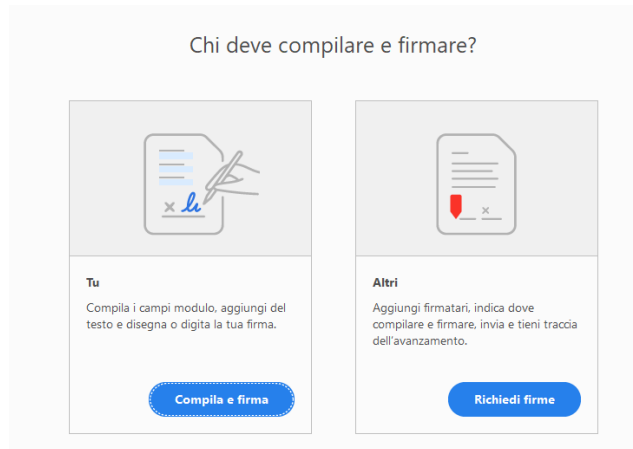 Chi deve compilare e firmare?
Tu
Compila i campi modulo, aggiungi del
testo e disegna o digita la tua firma.
Compila e firma
Altri
Aggiungi firmatari, indica dove
compilare e firmare, invia e tieni traccia
dell'avanzamento.
Richiedi firme